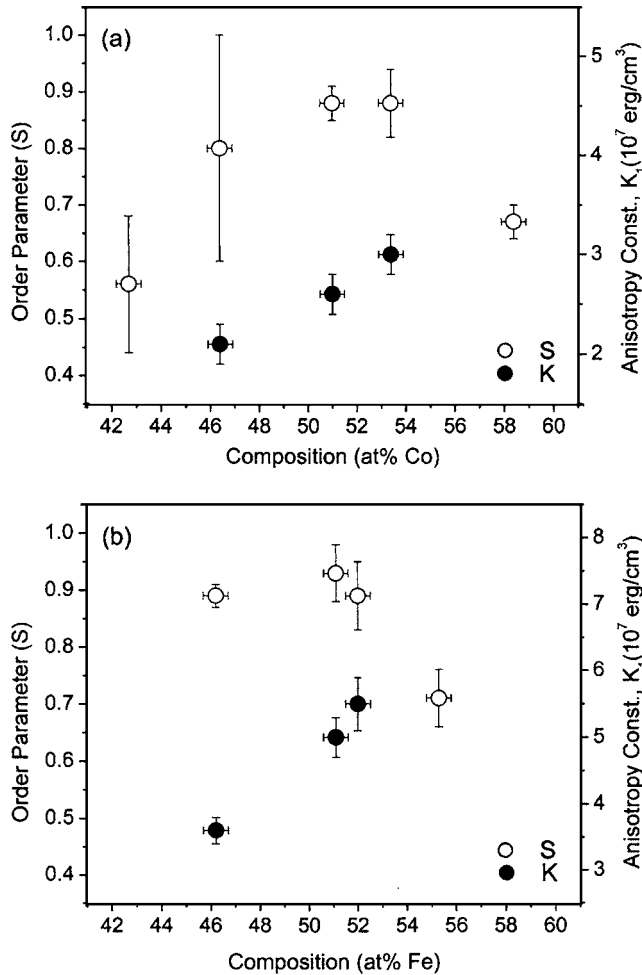 (a)
1.0
0.9
0.8
0.7
0.6
0.5
0.4
Order Parameter (S)
5
4
3
2
Anisotropy Const., K₁(10⁷ erg/cm³)
S
K
42 44 46 48 50 52 54 56 58 60
Composition (at% Co)
(b)
1.0
0.9
0.8
0.7
0.6
0.5
0.4
Order Parameter (S)
8
7
6
5
4
3
Anisotropy Const., K₁(10⁷ erg/cm³)
S
K
42 44 46 48 50 52 54 56 58 60
Composition (at% Fe)